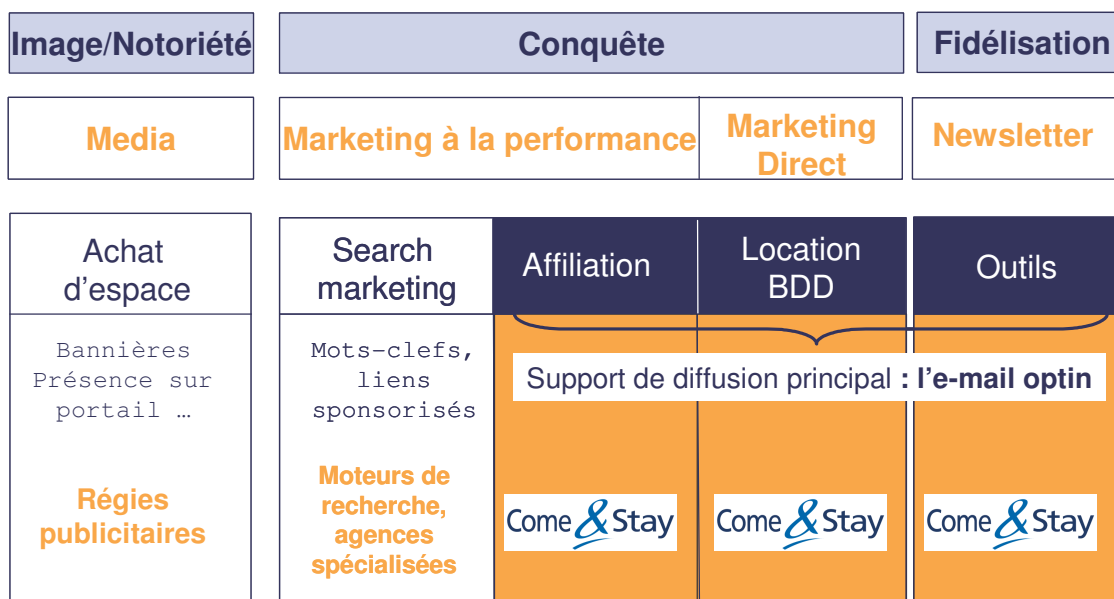 Image/Notoriété
Conquête
Fidélisation
Media
Marketing à la performance
Marketing
Direct
Newsletter
Achat
d'espace
Search
marketing
Affiliation
Location
BDD
Outils
Bannières
Présence sur
portail …
Mots-clefs,
liens
sponsorisés
Support de diffusion principal : l'e-mail optin
Régies
publicitaires
Moteurs de
recherche,
agences
spécialisées
Come & Stay
Come & Stay
Come & Stay